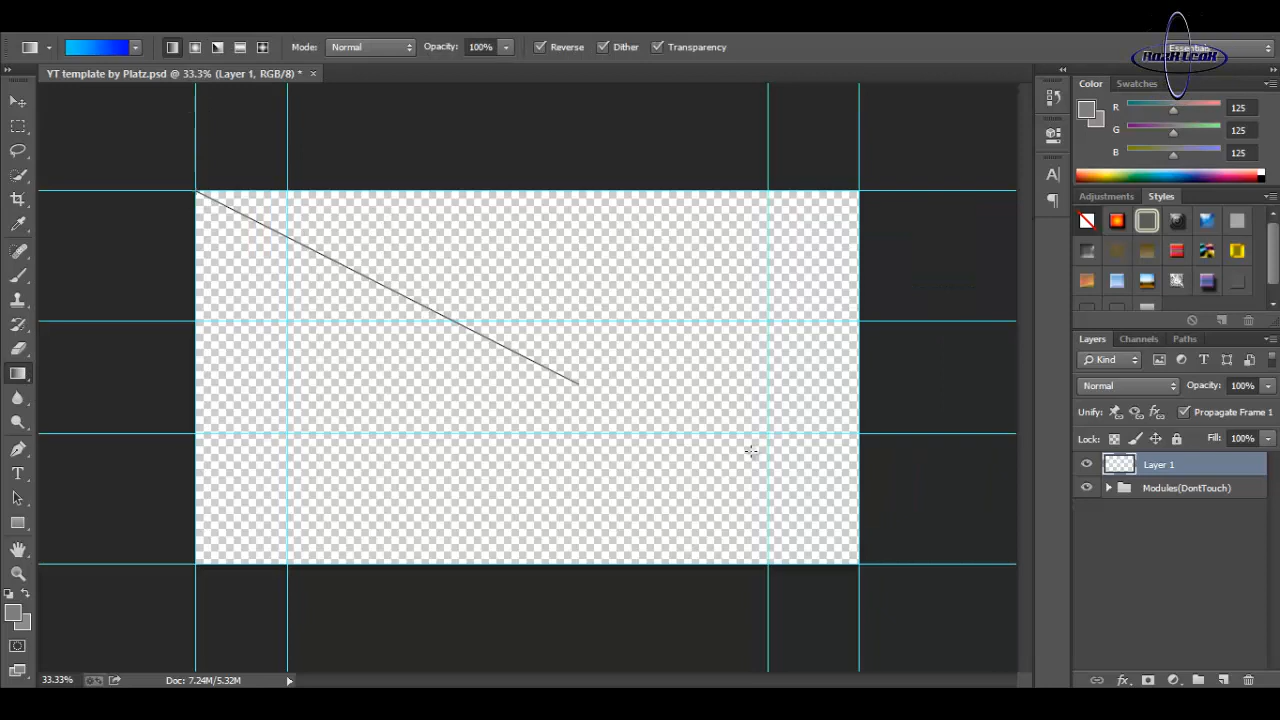 Mode: Normal Opacity: 100% Reverse Dither Transparency
YT template by Platz.psd @ 33.3% (Layer 1, RGB/8) *
Color Swatches
R 125
G 125
B 125
Adjustments Styles
Layers Channels Paths
Kind
Normal Opacity: 100%
Unify: Propagate Frame 1
Lock: Fill: 100%
Layer 1
Modules(DontTouch)
33.33% Doc: 7.24M/5.32M